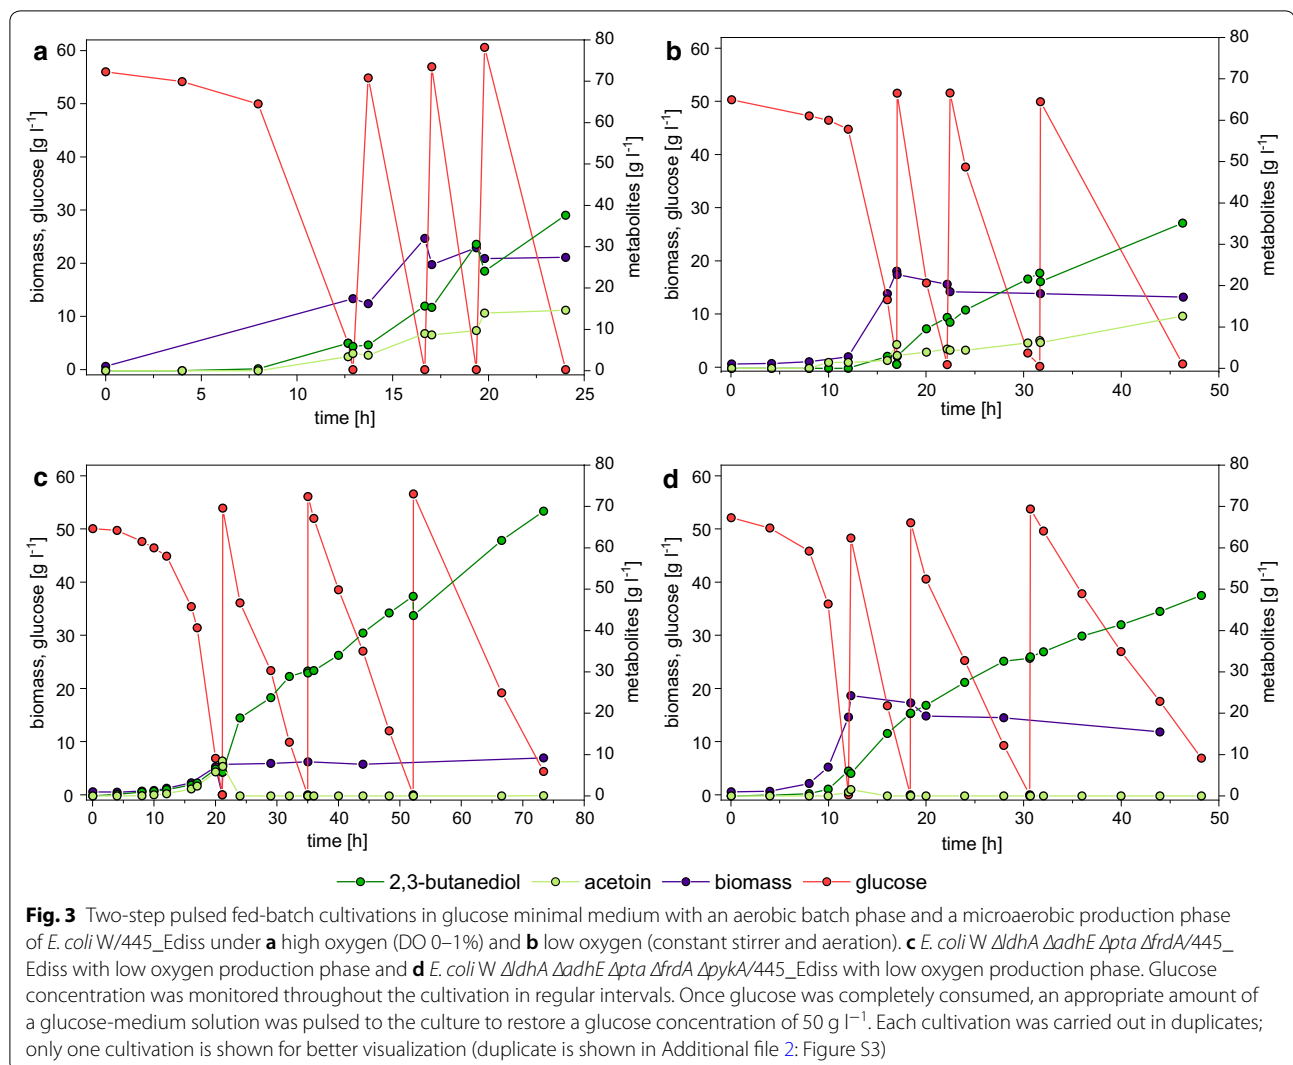 a
60
50
40
30
20
10
0
biomass, glucose [g l⁻¹]
80
70
60
50
40
30
20
10
0
metabolites [g l⁻¹]
0 5 10 15 20 25
time [h]
b
60
50
40
30
20
10
0
biomass, glucose [g l⁻¹]
80
70
60
50
40
30
20
10
0
metabolites [g l⁻¹]
0 10 20 30 40 50
time [h]
c
60
50
40
30
20
10
0
biomass, glucose [g l⁻¹]
80
70
60
50
40
30
20
10
0
metabolites [g l⁻¹]
0 10 20 30 40 50 60 70 80
time [h]
d
60
50
40
30
20
10
0
biomass, glucose [g l⁻¹]
80
70
60
50
40
30
20
10
0
metabolites [g l⁻¹]
0 10 20 30 40 50
time [h]
2,3-butanediol acetoin biomass glucose
Fig. 3 Two-step pulsed fed-batch cultivations in glucose minimal medium with an aerobic batch phase and a microaerobic production phase
of E. coli W/445_Ediss under a high oxygen (DO 0–1%) and b low oxygen (constant stirrer and aeration). c E. coli W ΔldhA ΔadhE Δpta ΔfrdA/445_
Ediss with low oxygen production phase and d E. coli W ΔldhA ΔadhE Δpta ΔfrdA ΔpykA/445_Ediss with low oxygen production phase. Glucose
concentration was monitored throughout the cultivation in regular intervals. Once glucose was completely consumed, an appropriate amount of
a glucose-medium solution was pulsed to the culture to restore a glucose concentration of 50 g l⁻¹. Each cultivation was carried out in duplicates;
only one cultivation is shown for better visualization (duplicate is shown in Additional file 2: Figure S3)